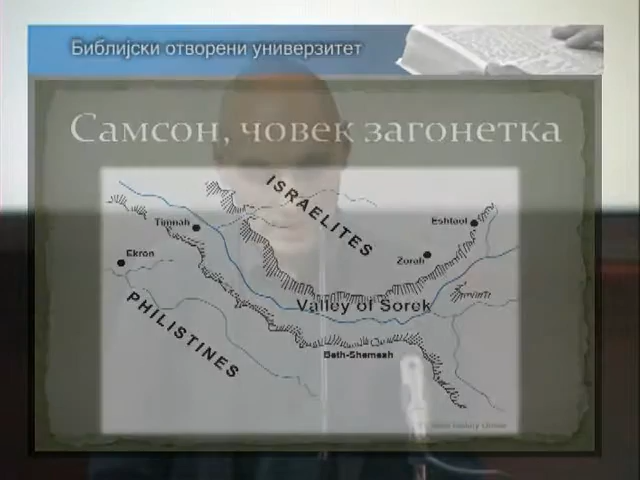 Библијски отворени универзитет
Самсон, човек загонетка
ISRAELITES
Timnah
Eshtaol
Ekron
Zorah
Valley of Sorek
PHILISTINES
Beth-Shemesh